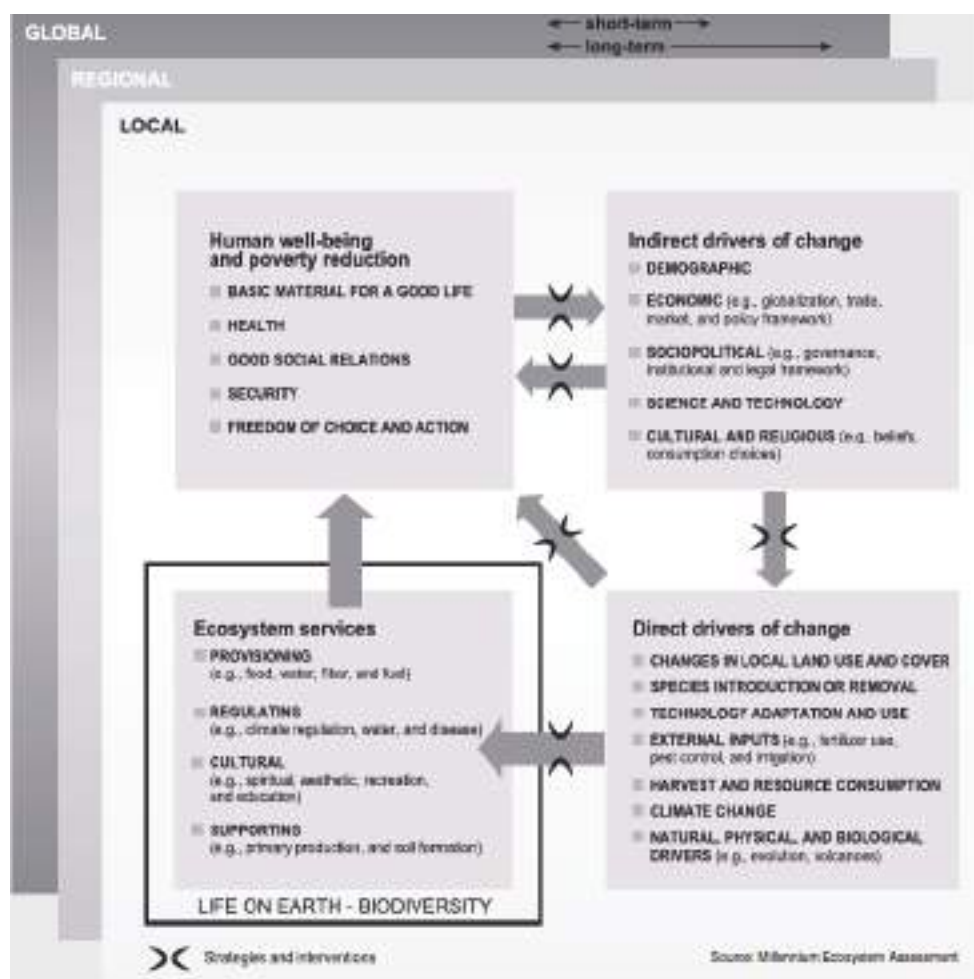 GLOBAL
short-term
long-term
REGIONAL
LOCAL
Human well-being
and poverty reduction
BASIC MATERIAL FOR A GOOD LIFE
HEALTH
GOOD SOCIAL RELATIONS
SECURITY
FREEDOM OF CHOICE AND ACTION
Indirect drivers of change
DEMOGRAPHIC
ECONOMIC (e.g., globalization, trade,
market, and policy framework)
SOCIOPOLITICAL (e.g., governance,
institutional and legal framework)
SCIENCE AND TECHNOLOGY
CULTURAL AND RELIGIOUS (e.g., beliefs,
consumption choices)
Ecosystem services
PROVISIONING
(e.g., food, water, fiber, and fuel)
REGULATING
(e.g., climate regulation, water, and disease)
CULTURAL
(e.g., spiritual, aesthetic, recreation,
and education)
SUPPORTING
(e.g., primary production, and soil formation)
LIFE ON EARTH - BIODIVERSITY
Direct drivers of change
CHANGES IN LOCAL LAND USE AND COVER
SPECIES INTRODUCTION OR REMOVAL
TECHNOLOGY ADAPTATION AND USE
EXTERNAL INPUTS (e.g., fertilizer use,
pest control, and irrigation)
HARVEST AND RESOURCE CONSUMPTION
CLIMATE CHANGE
NATURAL, PHYSICAL, AND BIOLOGICAL
DRIVERS (e.g., evolution, volcanoes)
Strategies and interventions
Source: Millennium Ecosystem Assessment